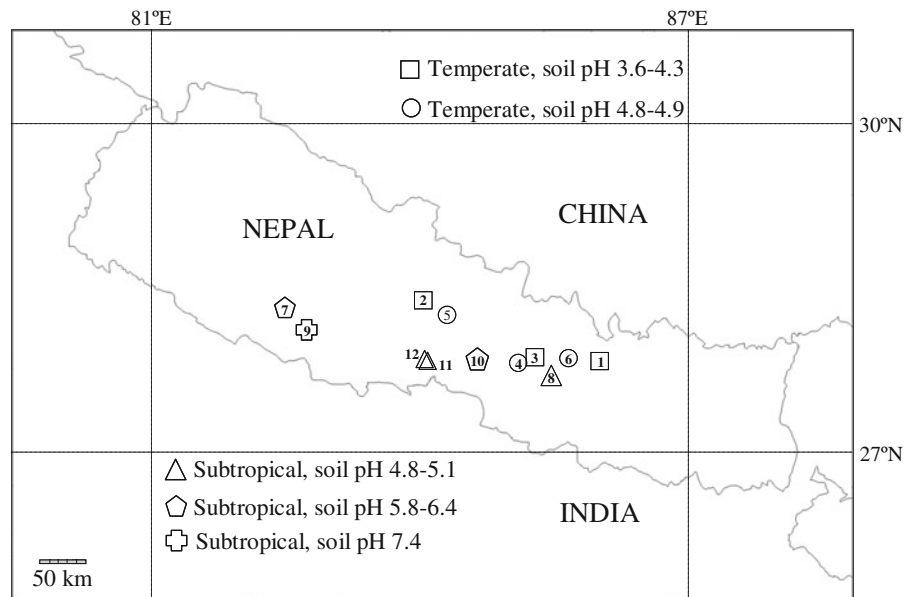 81ºE 87ºE
Temperate, soil pH 3.6-4.3
Temperate, soil pH 4.8-4.9
30ºN
CHINA
NEPAL
2
7
5
9
12 11 10 4 3 6 1
8
27ºN
Subtropical, soil pH 4.8-5.1
Subtropical, soil pH 5.8-6.4
INDIA
Subtropical, soil pH 7.4
50 km